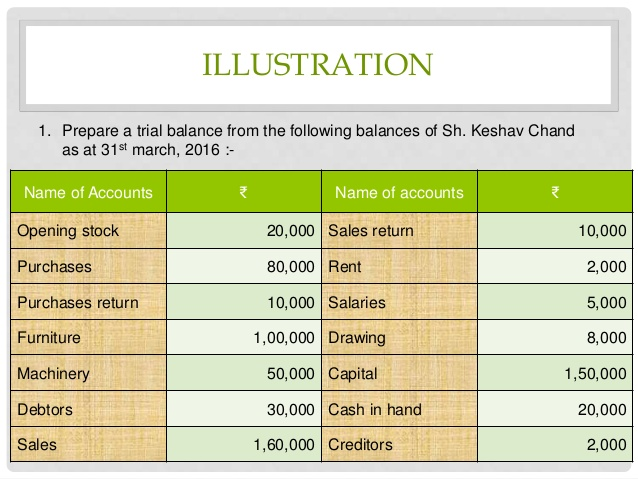 ILLUSTRATION
1. Prepare a trial balance from the following balances of Sh. Keshav Chand
as at 31st march, 2016 :-
Name of Accounts ₹ Name of accounts ₹
Opening stock 20,000 Sales return 10,000
Purchases 80,000 Rent 2,000
Purchases return 10,000 Salaries 5,000
Furniture 1,00,000 Drawing 8,000
Machinery 50,000 Capital 1,50,000
Debtors 30,000 Cash in hand 20,000
Sales 1,60,000 Creditors 2,000